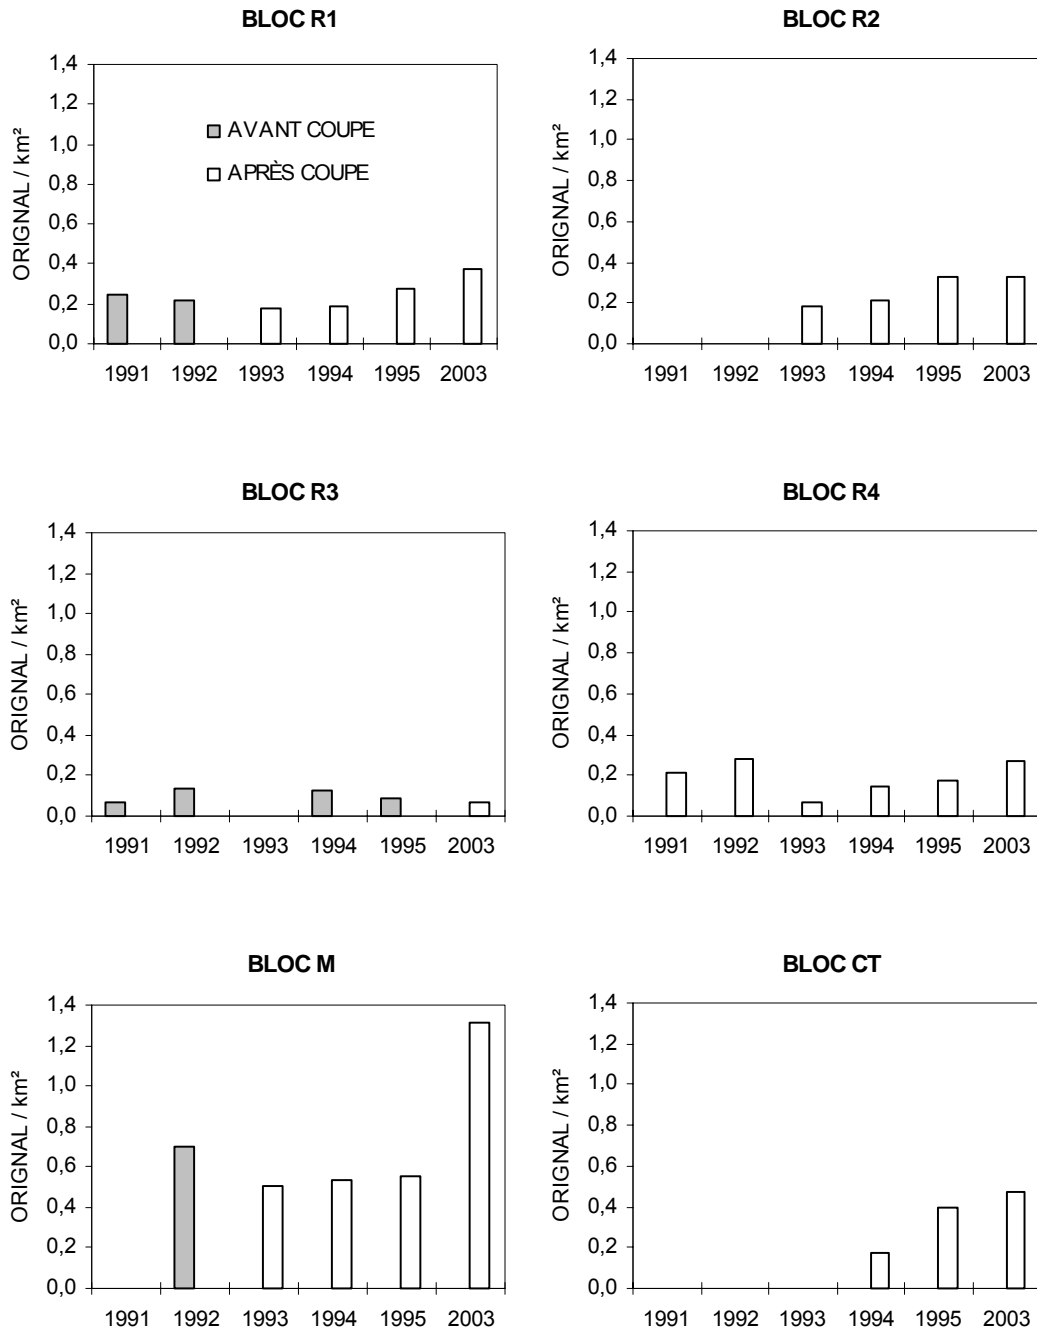 BLOC R1
1,4
1,2
1,0
0,8
0,6
0,4
0,2
0,0
ORIGNAL / km²
AVANT COUPE
APRÈS COUPE
1991 1992 1993 1994 1995 2003
BLOC R2
1,4
1,2
1,0
0,8
0,6
0,4
0,2
0,0
ORIGNAL / km²
1991 1992 1993 1994 1995 2003
BLOC R3
1,4
1,2
1,0
0,8
0,6
0,4
0,2
0,0
ORIGNAL / km²
1991 1992 1993 1994 1995 2003
BLOC R4
1,4
1,2
1,0
0,8
0,6
0,4
0,2
0,0
ORIGNAL / km²
1991 1992 1993 1994 1995 2003
BLOC M
1,4
1,2
1,0
0,8
0,6
0,4
0,2
0,0
ORIGNAL / km²
1991 1992 1993 1994 1995 2003
BLOC CT
1,4
1,2
1,0
0,8
0,6
0,4
0,2
0,0
ORIGNAL / km²
1991 1992 1993 1994 1995 2003